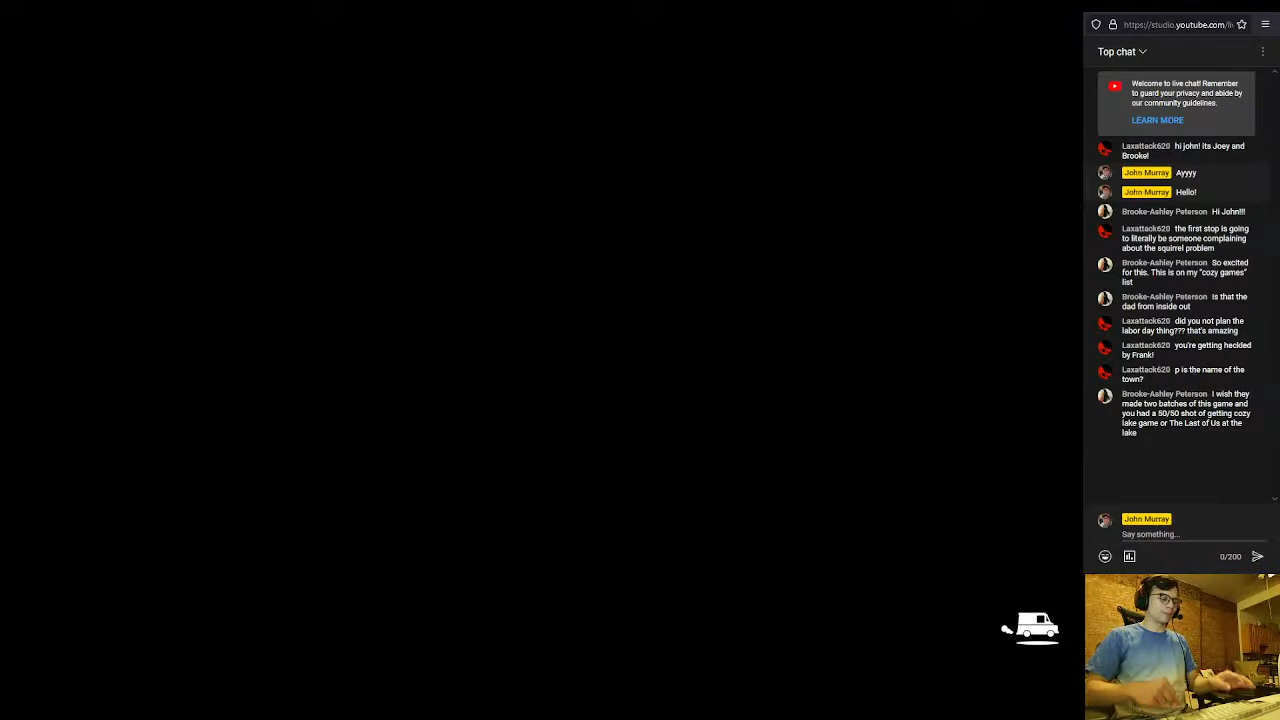 https://studio.youtube.com/li
Top chat
Welcome to live chat! Remember
to guard your privacy and abide by
our community guidelines.
LEARN MORE
Laxattack620 hi john! its Joey and
Brooke!
John Murray Ayyyy
John Murray Hello!
Brooke-Ashley Peterson Hi John!!!
Laxattack620 the first stop is going
to literally be someone complaining
about the squirrel problem
Brooke-Ashley Peterson So excited
for this. This is on my "cozy games"
list
Brooke-Ashley Peterson Is that the
dad from inside out
Laxattack620 did you not plan the
labor day thing??? that's amazing
Laxattack620 you're getting heckled
by Frank!
Laxattack620 p is the name of the
town?
Brooke-Ashley Peterson I wish they
made two batches of this game and
you had a 50/50 shot of getting cozy
lake game or The Last of Us at the
lake
John Murray
Say something...
0/200